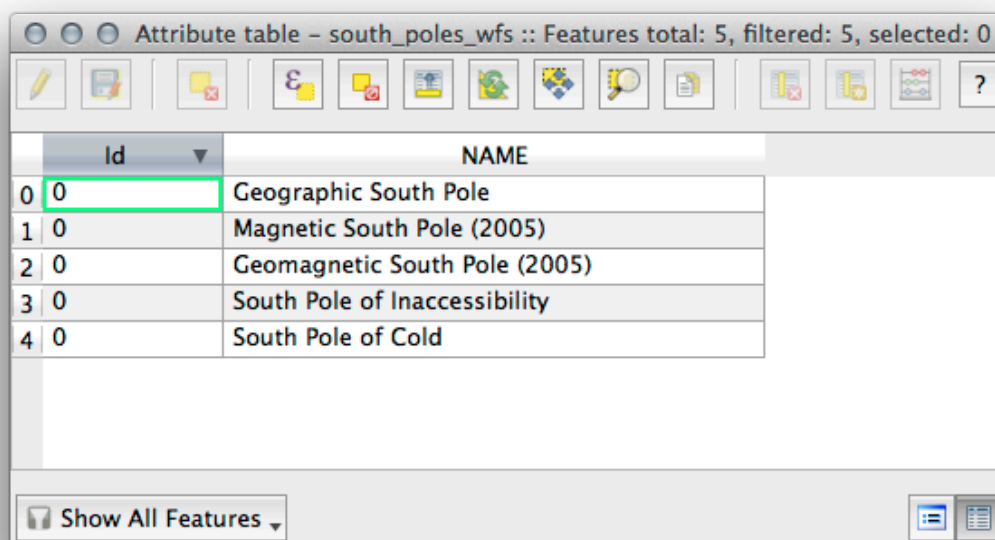 Attribute table – south_poles_wfs :: Features total: 5, filtered: 5, selected: 0
ε
?
Id NAME
0 0 Geographic South Pole
1 0 Magnetic South Pole (2005)
2 0 Geomagnetic South Pole (2005)
3 0 South Pole of Inaccessibility
4 0 South Pole of Cold
Show All Features